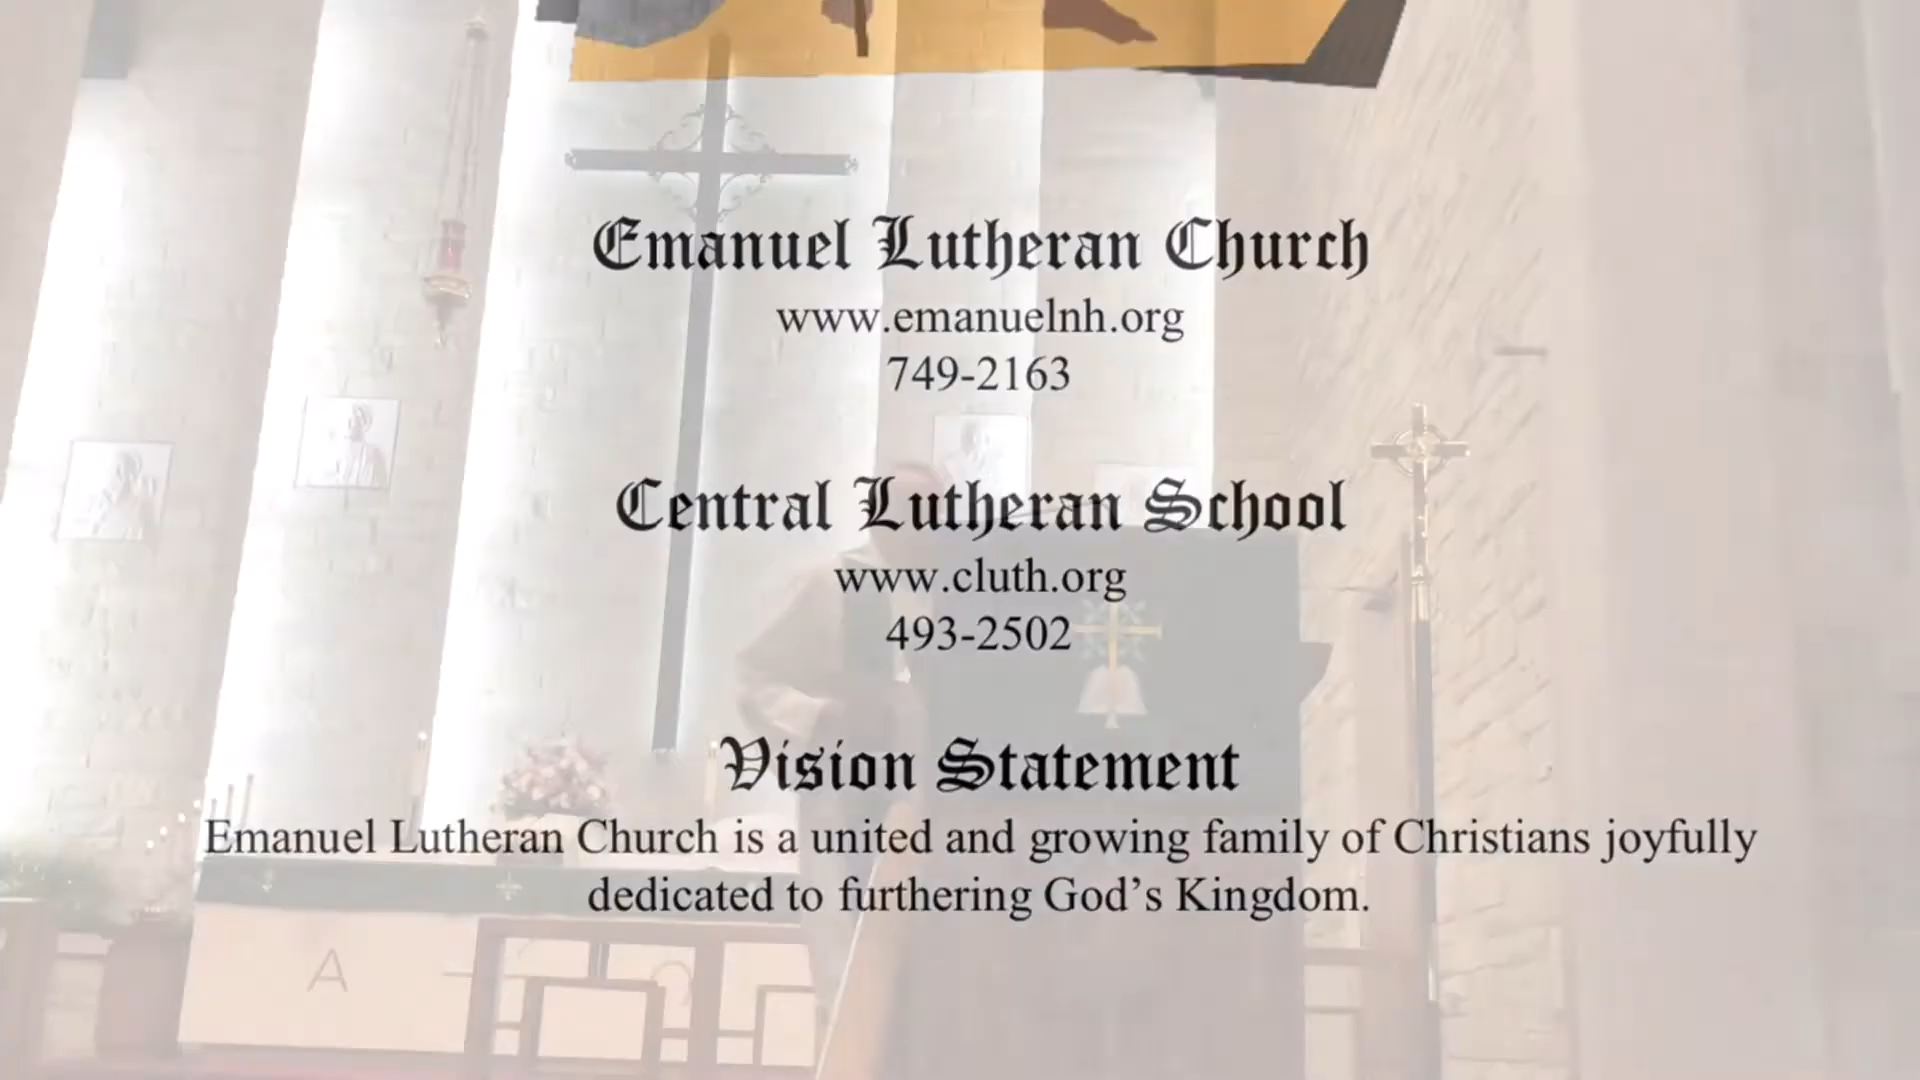 Emanuel Lutheran Church
www.emanuelnh.org
749-2163
Central Lutheran School
www.cluth.org
493-2502
Vision Statement
Emanuel Lutheran Church is a united and growing family of Christians joyfully
dedicated to furthering God’s Kingdom.
A